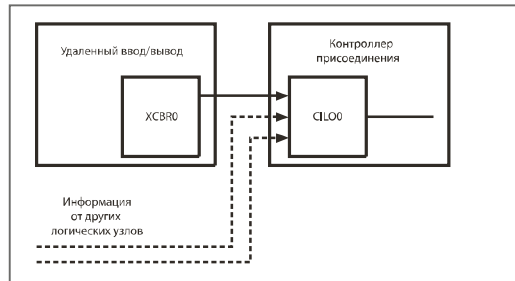 Удаленный ввод/вывод
Контроллер
присоединения
XCBR0
CILO0
Информация
от других
логических узлов